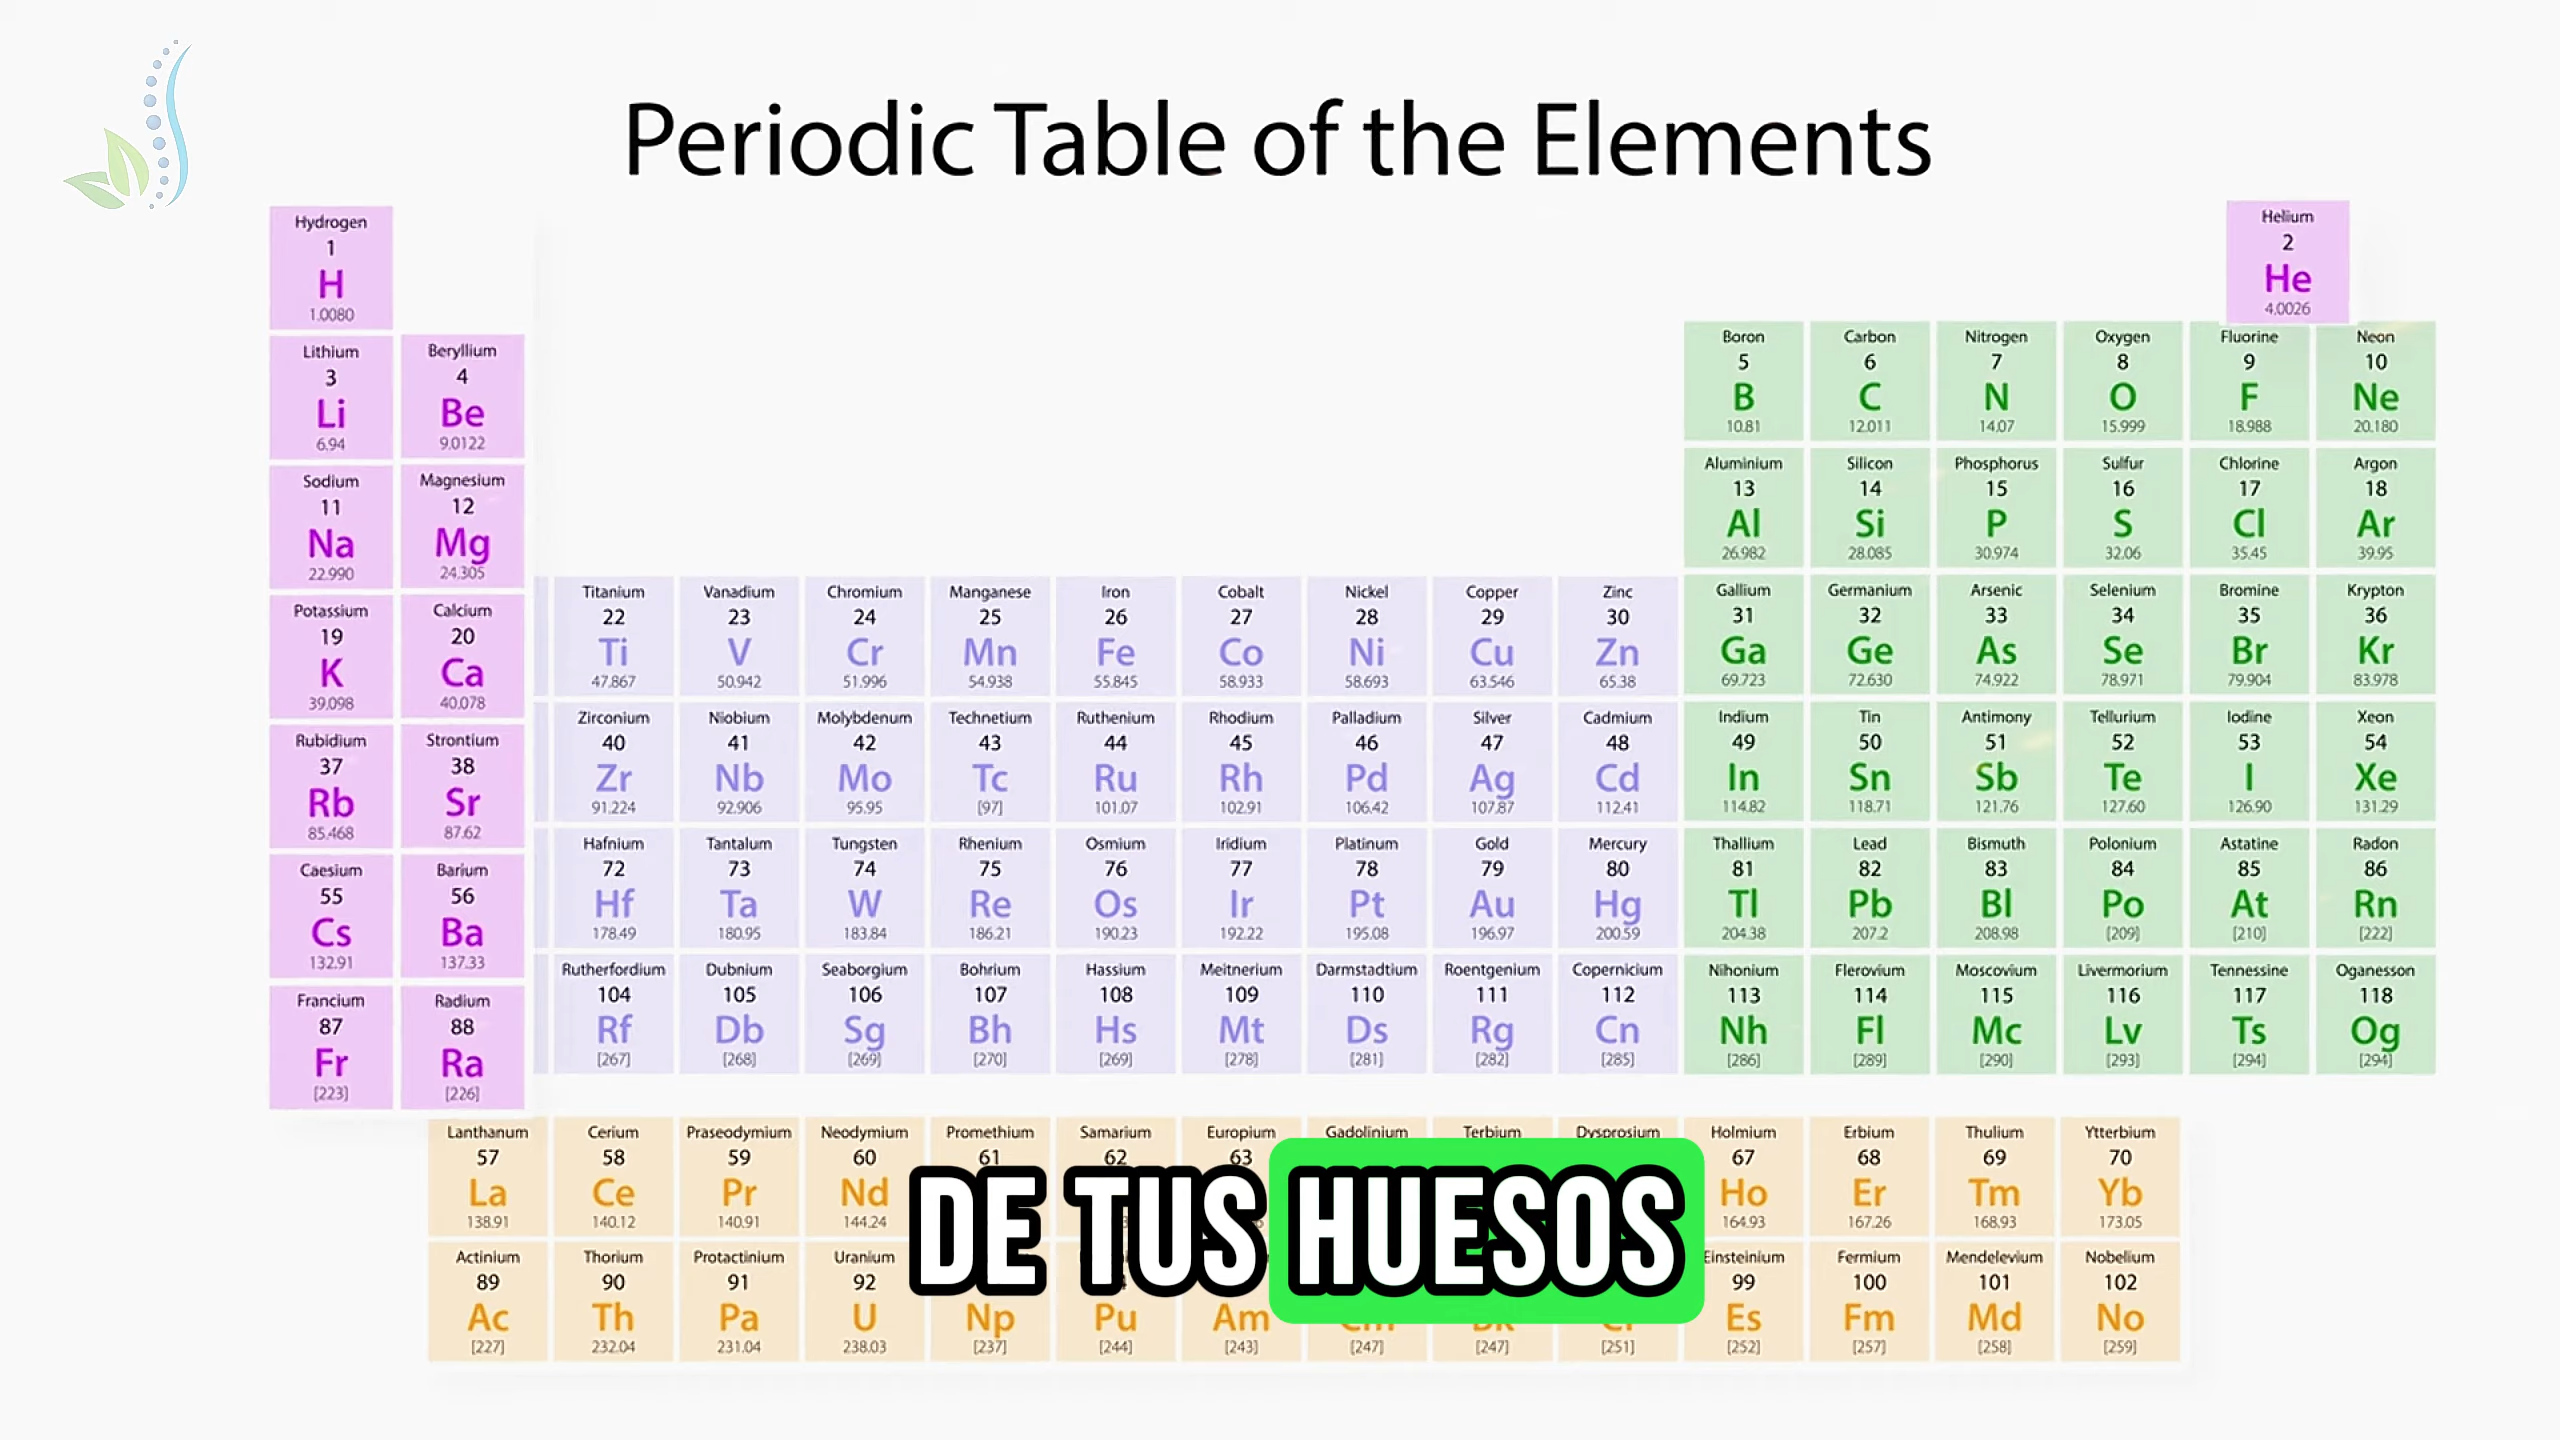 Periodic Table of the Elements
Hydrogen Helium
1 2
H He
1.0080 4.0026
Lithium Beryllium Boron Carbon Nitrogen Oxygen Fluorine Neon
3 4 5 6 7 8 9 10
Li Be B C N O F Ne
6.94 9.0122 10.81 12.011 14.07 15.999 18.988 20.180
Sodium Magnesium Aluminium Silicon Phosphorus Sulfur Chlorine Argon
11 12 13 14 15 16 17 18
Na Mg Al Si P S Cl Ar
22.990 24.305 26.982 28.085 30.974 32.06 35.45 39.95
Potassium Calcium Titanium Vanadium Chromium Manganese Iron Cobalt Nickel Copper Zinc Gallium Germanium Arsenic Selenium Bromine Krypton
19 20 22 23 24 25 26 27 28 29 30 31 32 33 34 35 36
K Ca Ti V Cr Mn Fe Co Ni Cu Zn Ga Ge As Se Br Kr
39.098 40.078 47.867 50.942 51.996 54.938 55.845 58.933 58.693 63.546 65.38 69.723 72.630 74.922 78.971 79.904 83.978
Rubidium Strontium Zirconium Niobium Molybdenum Technetium Ruthenium Rhodium Palladium Silver Cadmium Indium Tin Antimony Tellurium Iodine Xeon
37 38 40 41 42 43 44 45 46 47 48 49 50 51 52 53 54
Rb Sr Zr Nb Mo Tc Ru Rh Pd Ag Cd In Sn Sb Te I Xe
85.468 87.62 91.224 92.906 95.95 [97] 101.07 102.91 106.42 107.87 112.41 114.82 118.71 121.76 127.60 126.90 131.29
Caesium Barium Hafnium Tantalum Tungsten Rhenium Osmium Iridium Platinum Gold Mercury Thallium Lead Bismuth Polonium Astatine Radon
55 56 72 73 74 75 76 77 78 79 80 81 82 83 84 85 86
Cs Ba Hf Ta W Re Os Ir Pt Au Hg Tl Pb Bl Po At Rn
132.91 137.33 178.49 180.95 183.84 186.21 190.23 192.22 195.08 196.97 200.59 204.38 207.2 208.98 [209] [210] [222]
Francium Radium Rutherfordium Dubnium Seaborgium Bohrium Hassium Meitnerium Darmstadtium Roentgenium Copernicium Nihonium Flerovium Moscovium Livermorium Tennessine Oganesson
87 88 104 105 106 107 108 109 110 111 112 113 114 115 116 117 118
Fr Ra Rf Db Sg Bh Hs Mt Ds Rg Cn Nh Fl Mc Lv Ts Og
[223] [226] [267] [268] [269] [270] [269] [278] [281] [282] [285] [286] [289] [290] [293] [294] [294]
Lanthanum Cerium Praseodymium Neodymium Promethium Samarium Europium Gadolinium Terbium Dysprosium Holmium Erbium Thulium Ytterbium
57 58 59 60 61 62 63 67 68 69 70
La Ce Pr Nd Ho Er Tm Yb
138.91 140.12 140.91 144.24 164.93 167.26 168.93 173.05
DE TUS HUESOS
Actinium Thorium Protactinium Uranium Einsteinium Fermium Mendelevium Nobelium
89 90 91 92 99 100 101 102
Ac Th Pa U Np Pu Am Es Fm Md No
[227] 232.04 231.04 238.03 [237] [244] [243] [247] [247] [251] [252] [257] [258] [259]